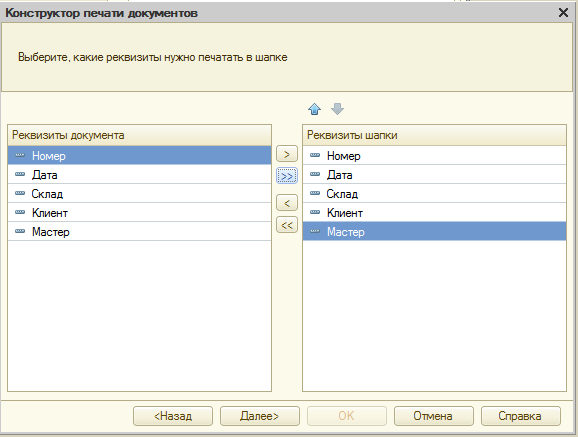 Конструктор печати документов
Выберите, какие реквизиты нужно печатать в шапке
Реквизиты документа
Номер
Дата
Склад
Клиент
Мастер
>
>>
<
<<
Реквизиты шапки
Номер
Дата
Склад
Клиент
Мастер
<Назад
Далее>
OK
Отмена
Справка